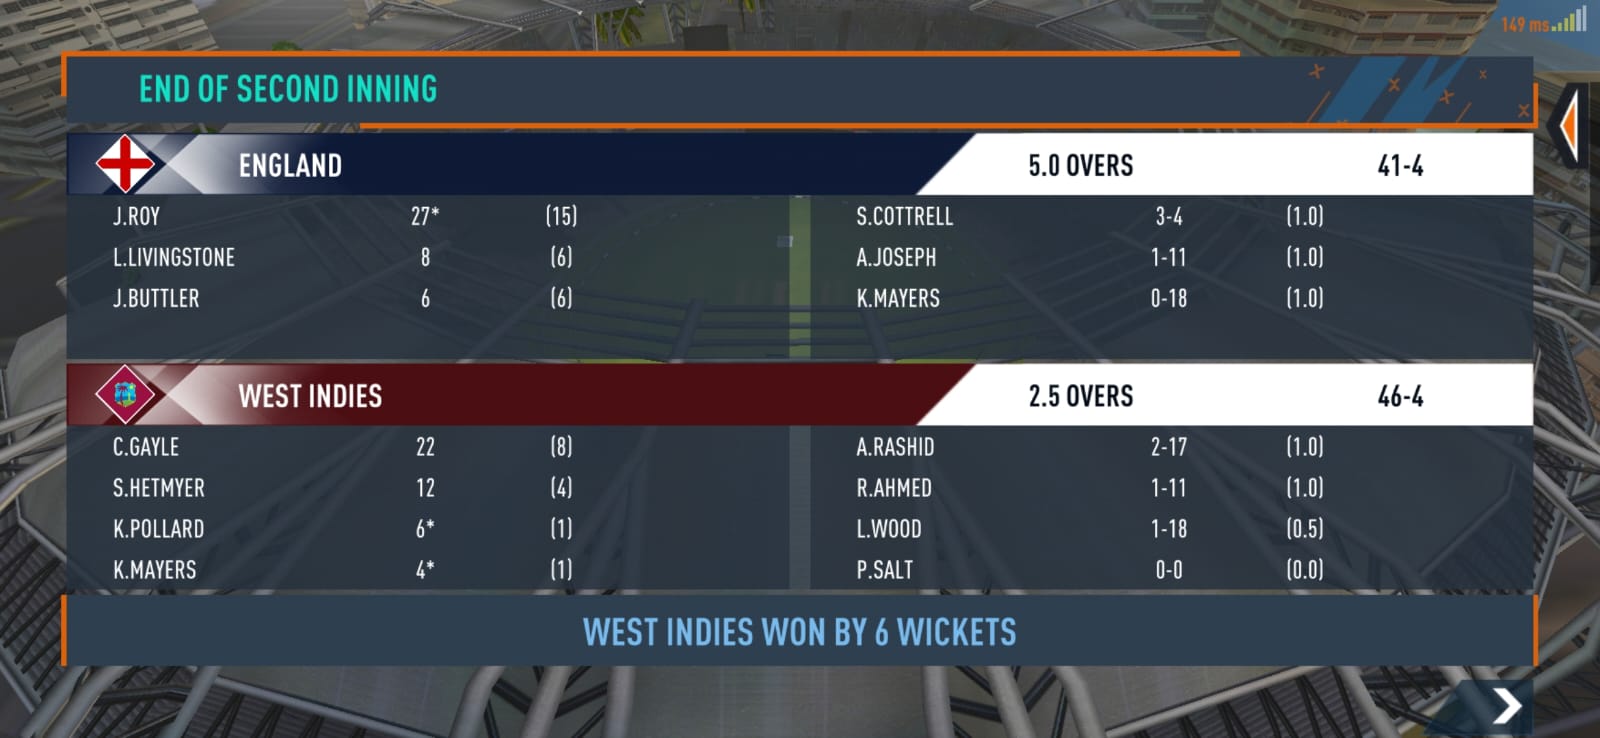 149 ms
END OF SECOND INNING
ENGLAND 5.0 OVERS 41-4
J.ROY 27* (15) S.COTTRELL 3-4 (1.0)
L.LIVINGSTONE 8 (6) A.JOSEPH 1-11 (1.0)
J.BUTTLER 6 (6) K.MAYERS 0-18 (1.0)
WEST INDIES 2.5 OVERS 46-4
C.GAYLE 22 (8) A.RASHID 2-17 (1.0)
S.HETMYER 12 (4) R.AHMED 1-11 (1.0)
K.POLLARD 6* (1) L.WOOD 1-18 (0.5)
K.MAYERS 4* (1) P.SALT 0-0 (0.0)
WEST INDIES WON BY 6 WICKETS